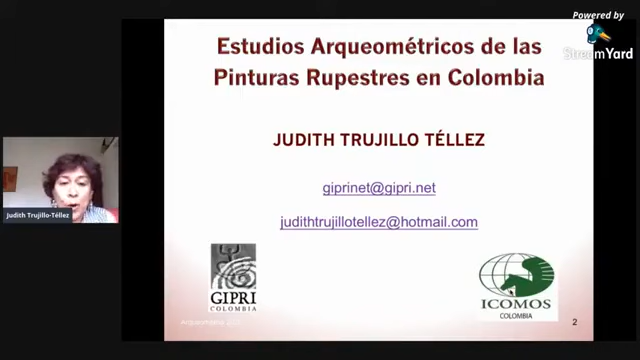 Powered by
StreamYard
Estudios Arqueométricos de las
Pinturas Rupestres en Colombia
JUDITH TRUJILLO TÉLLEZ
giprinet@gipri.net
judithtrujillotellez@hotmail.com
Judith Trujillo-Téllez
GIPRI
COLOMBIA
ICOMOS
COLOMBIA
2